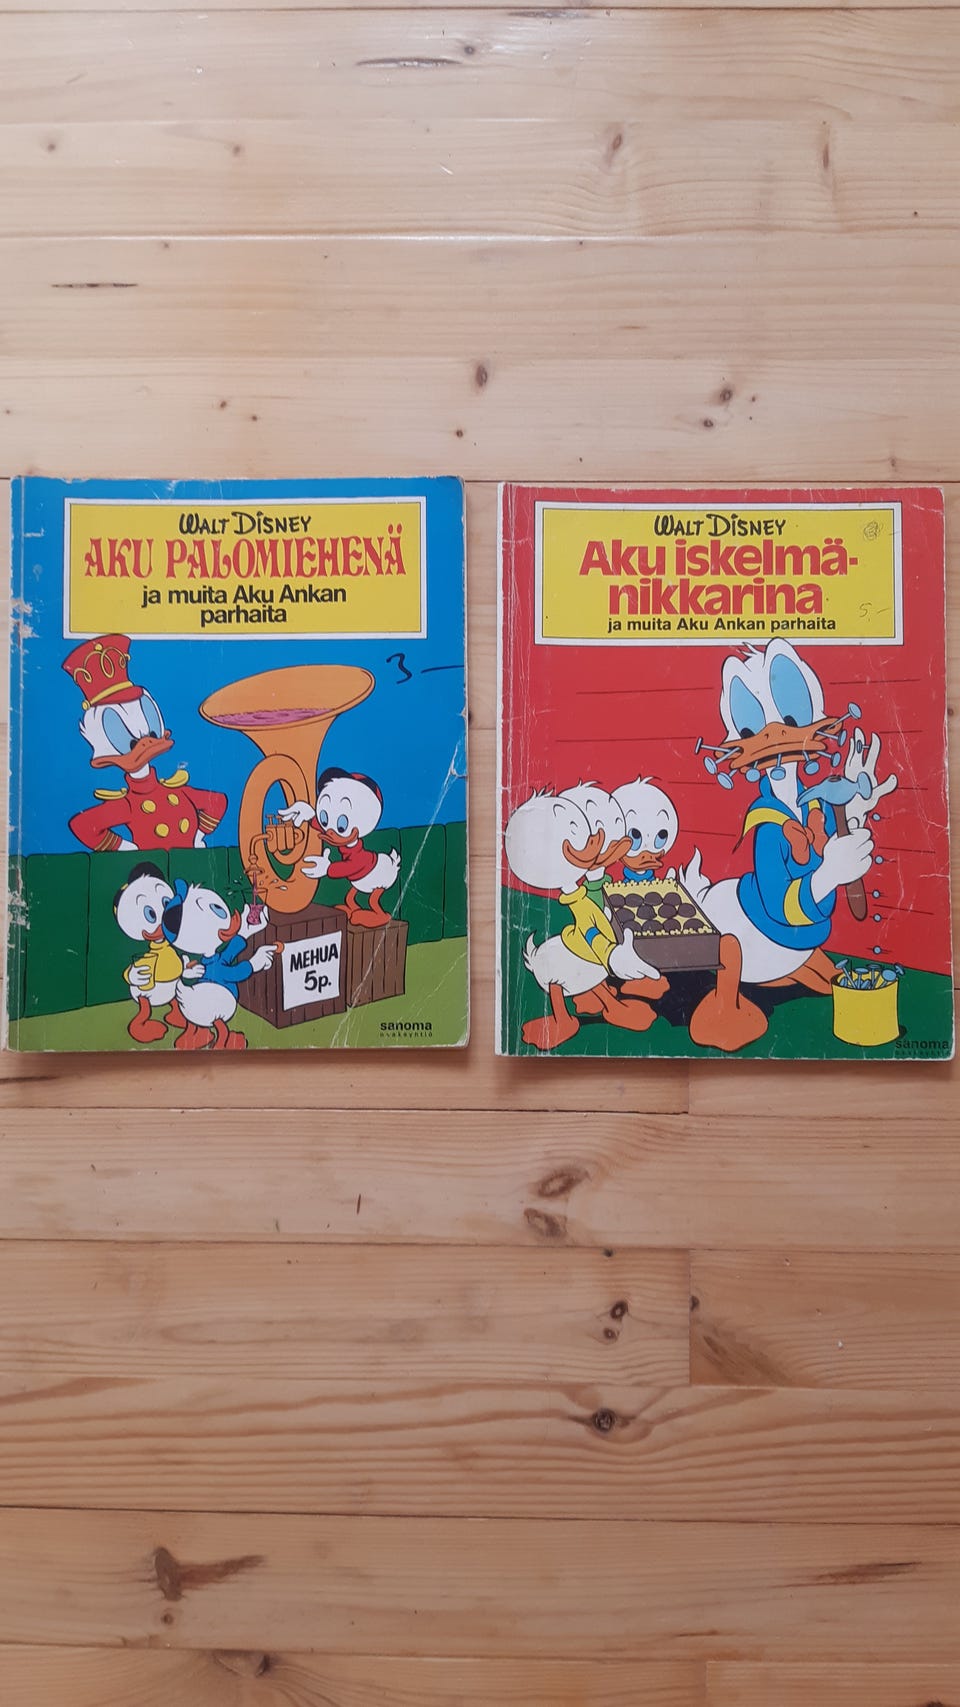 WALT DISNEY
AKU PALOMIEHENÄ
ja muita Aku Ankan
parhaita
3-
MEHUA
5p.
sanoma
WALT DISNEY
Aku iskelmä-
nikkarina
ja muita Aku Ankan parhaita
5,-
sanoma